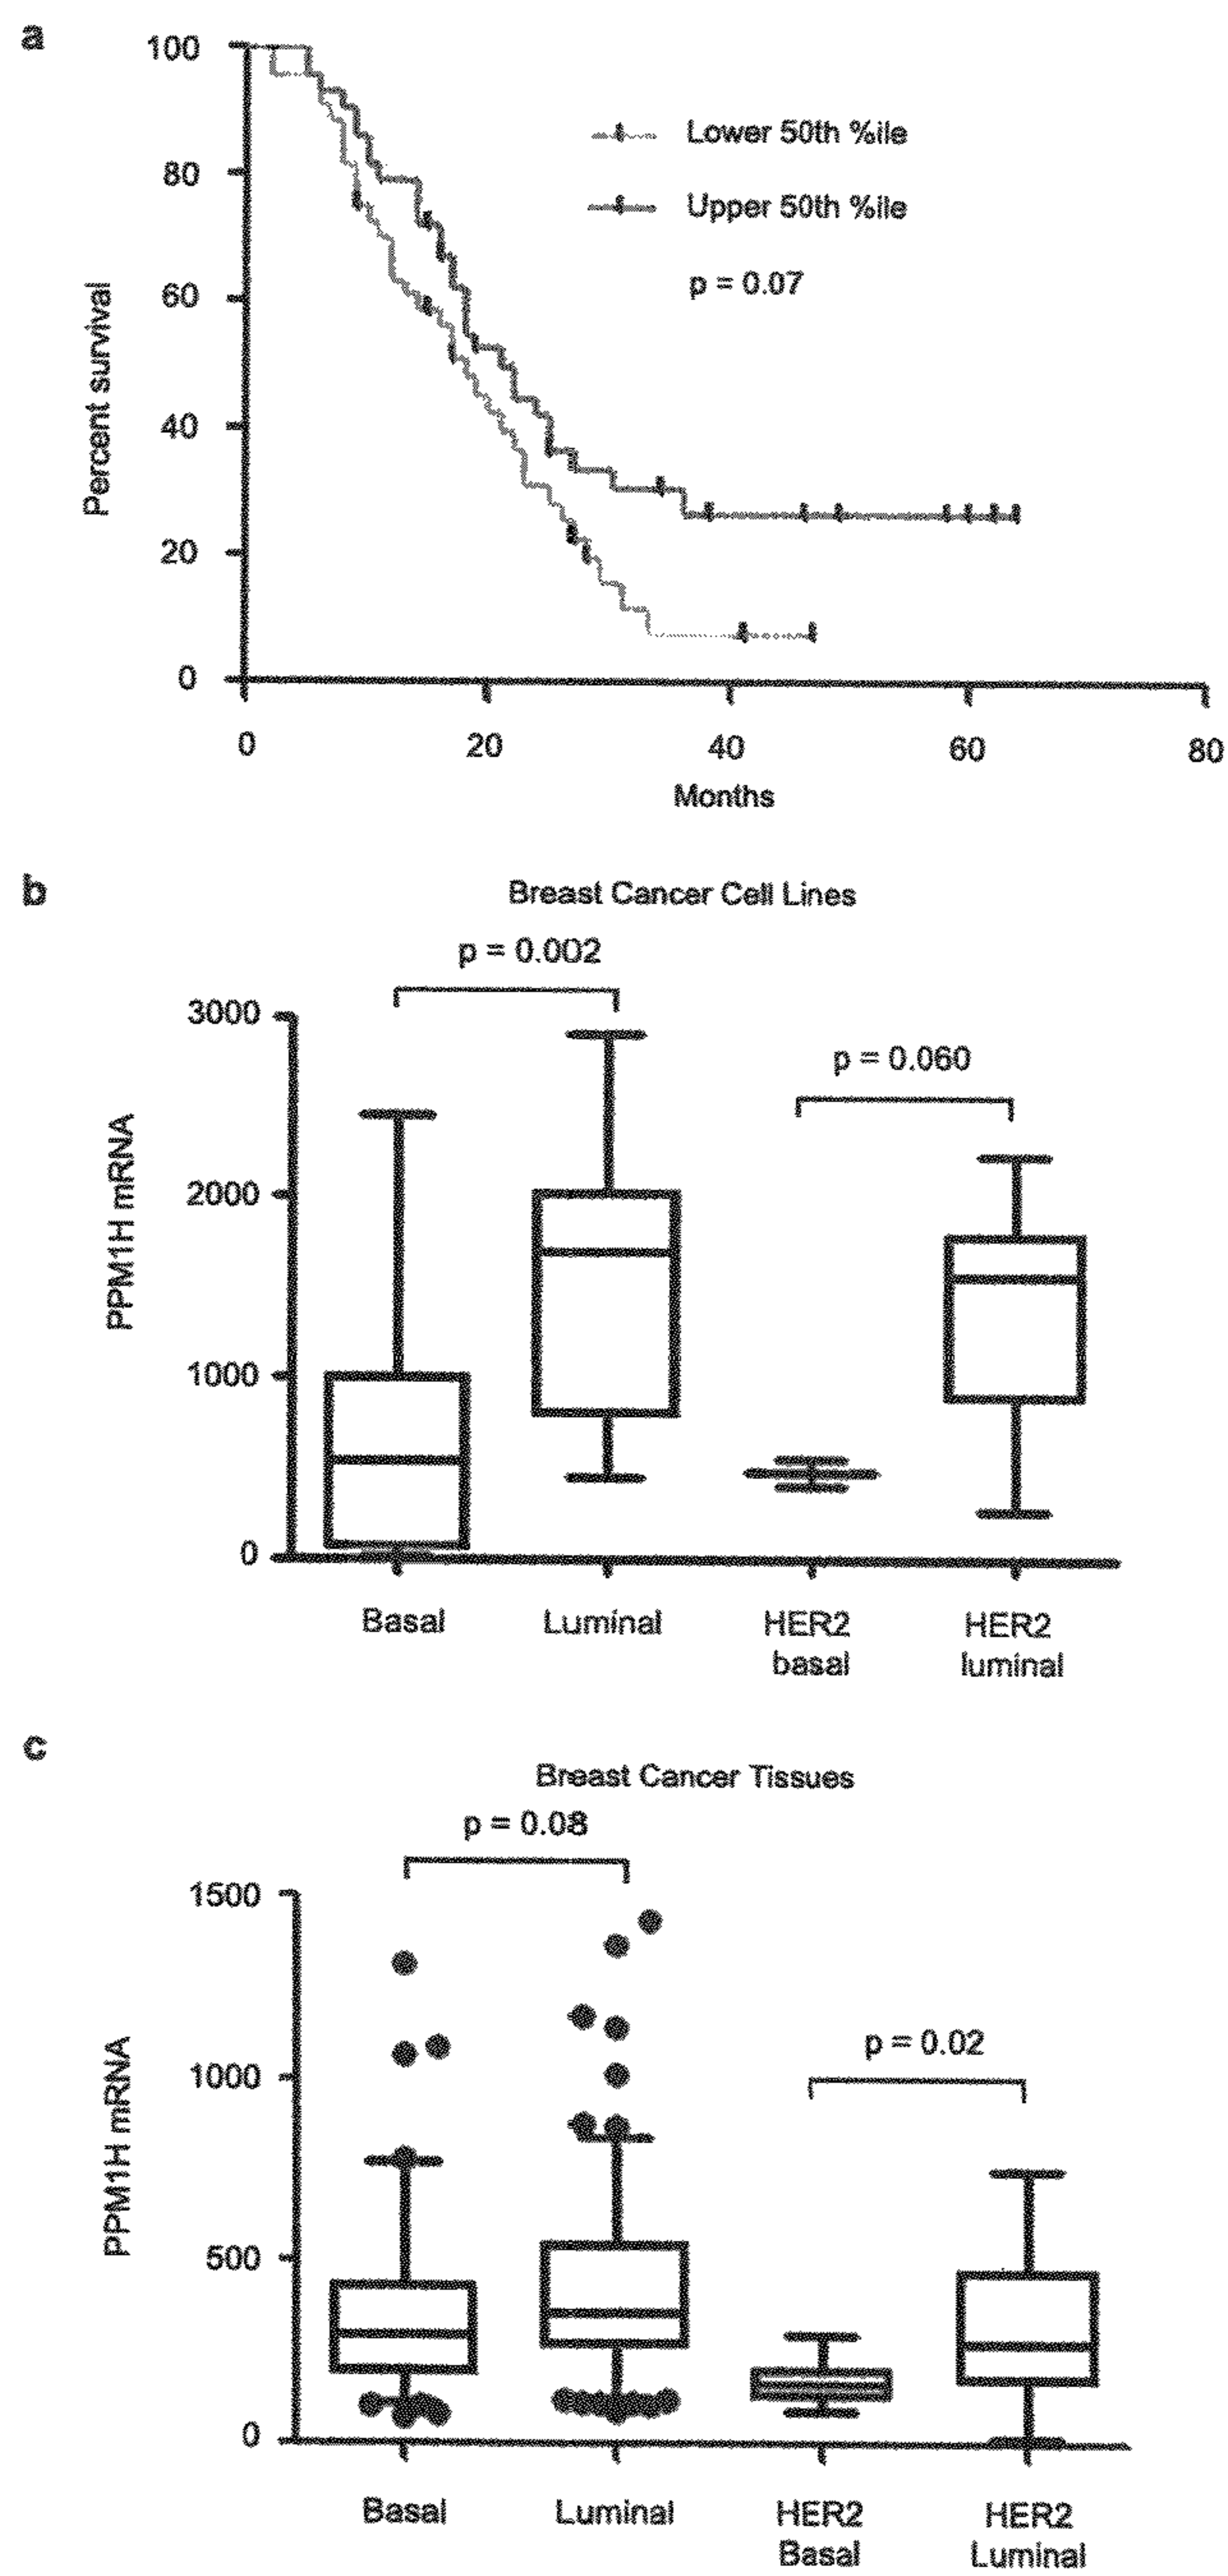 a
100
80
60
40
20
0
Percent survival
Lower 50th %ile
Upper 50th %ile
p = 0.07
0 20 40 60 80
Months
b
Breast Cancer Cell Lines
p = 0.002
p = 0.060
3000
2000
1000
0
PPM1H mRNA
Basal Luminal HER2 basal HER2 luminal
c
Breast Cancer Tissues
p = 0.08
p = 0.02
1500
1000
500
0
PPM1H mRNA
Basal Luminal HER2 Basal HER2 Luminal